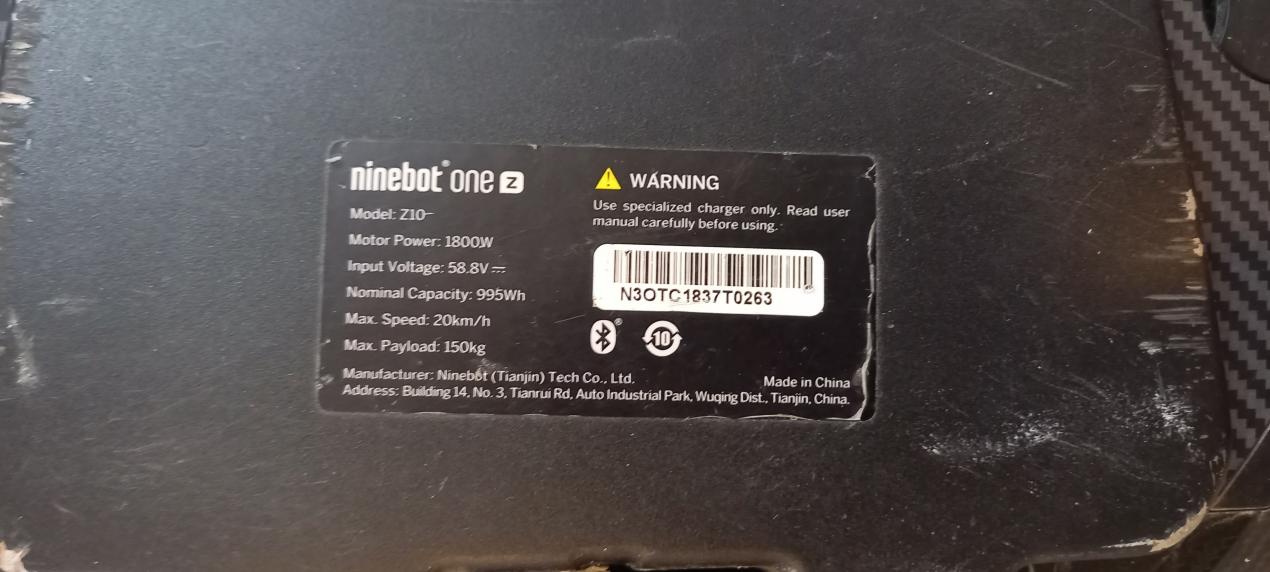 ninebot® one Z
Model: Z10
Motor Power: 1800W
Input Voltage: 58.8V ⎓
Nominal Capacity: 995Wh
Max. Speed: 20km/h
Max. Payload: 150kg
⚠ WARNING
Use specialized charger only. Read user
manual carefully before using.
N3OTC1837T0263
10
Manufacturer: Ninebot (Tianjin) Tech Co., Ltd.
Made in China
Address: Building 14, No. 3, Tianrui Rd, Auto Industrial Park, Wuqing Dist., Tianjin, China.